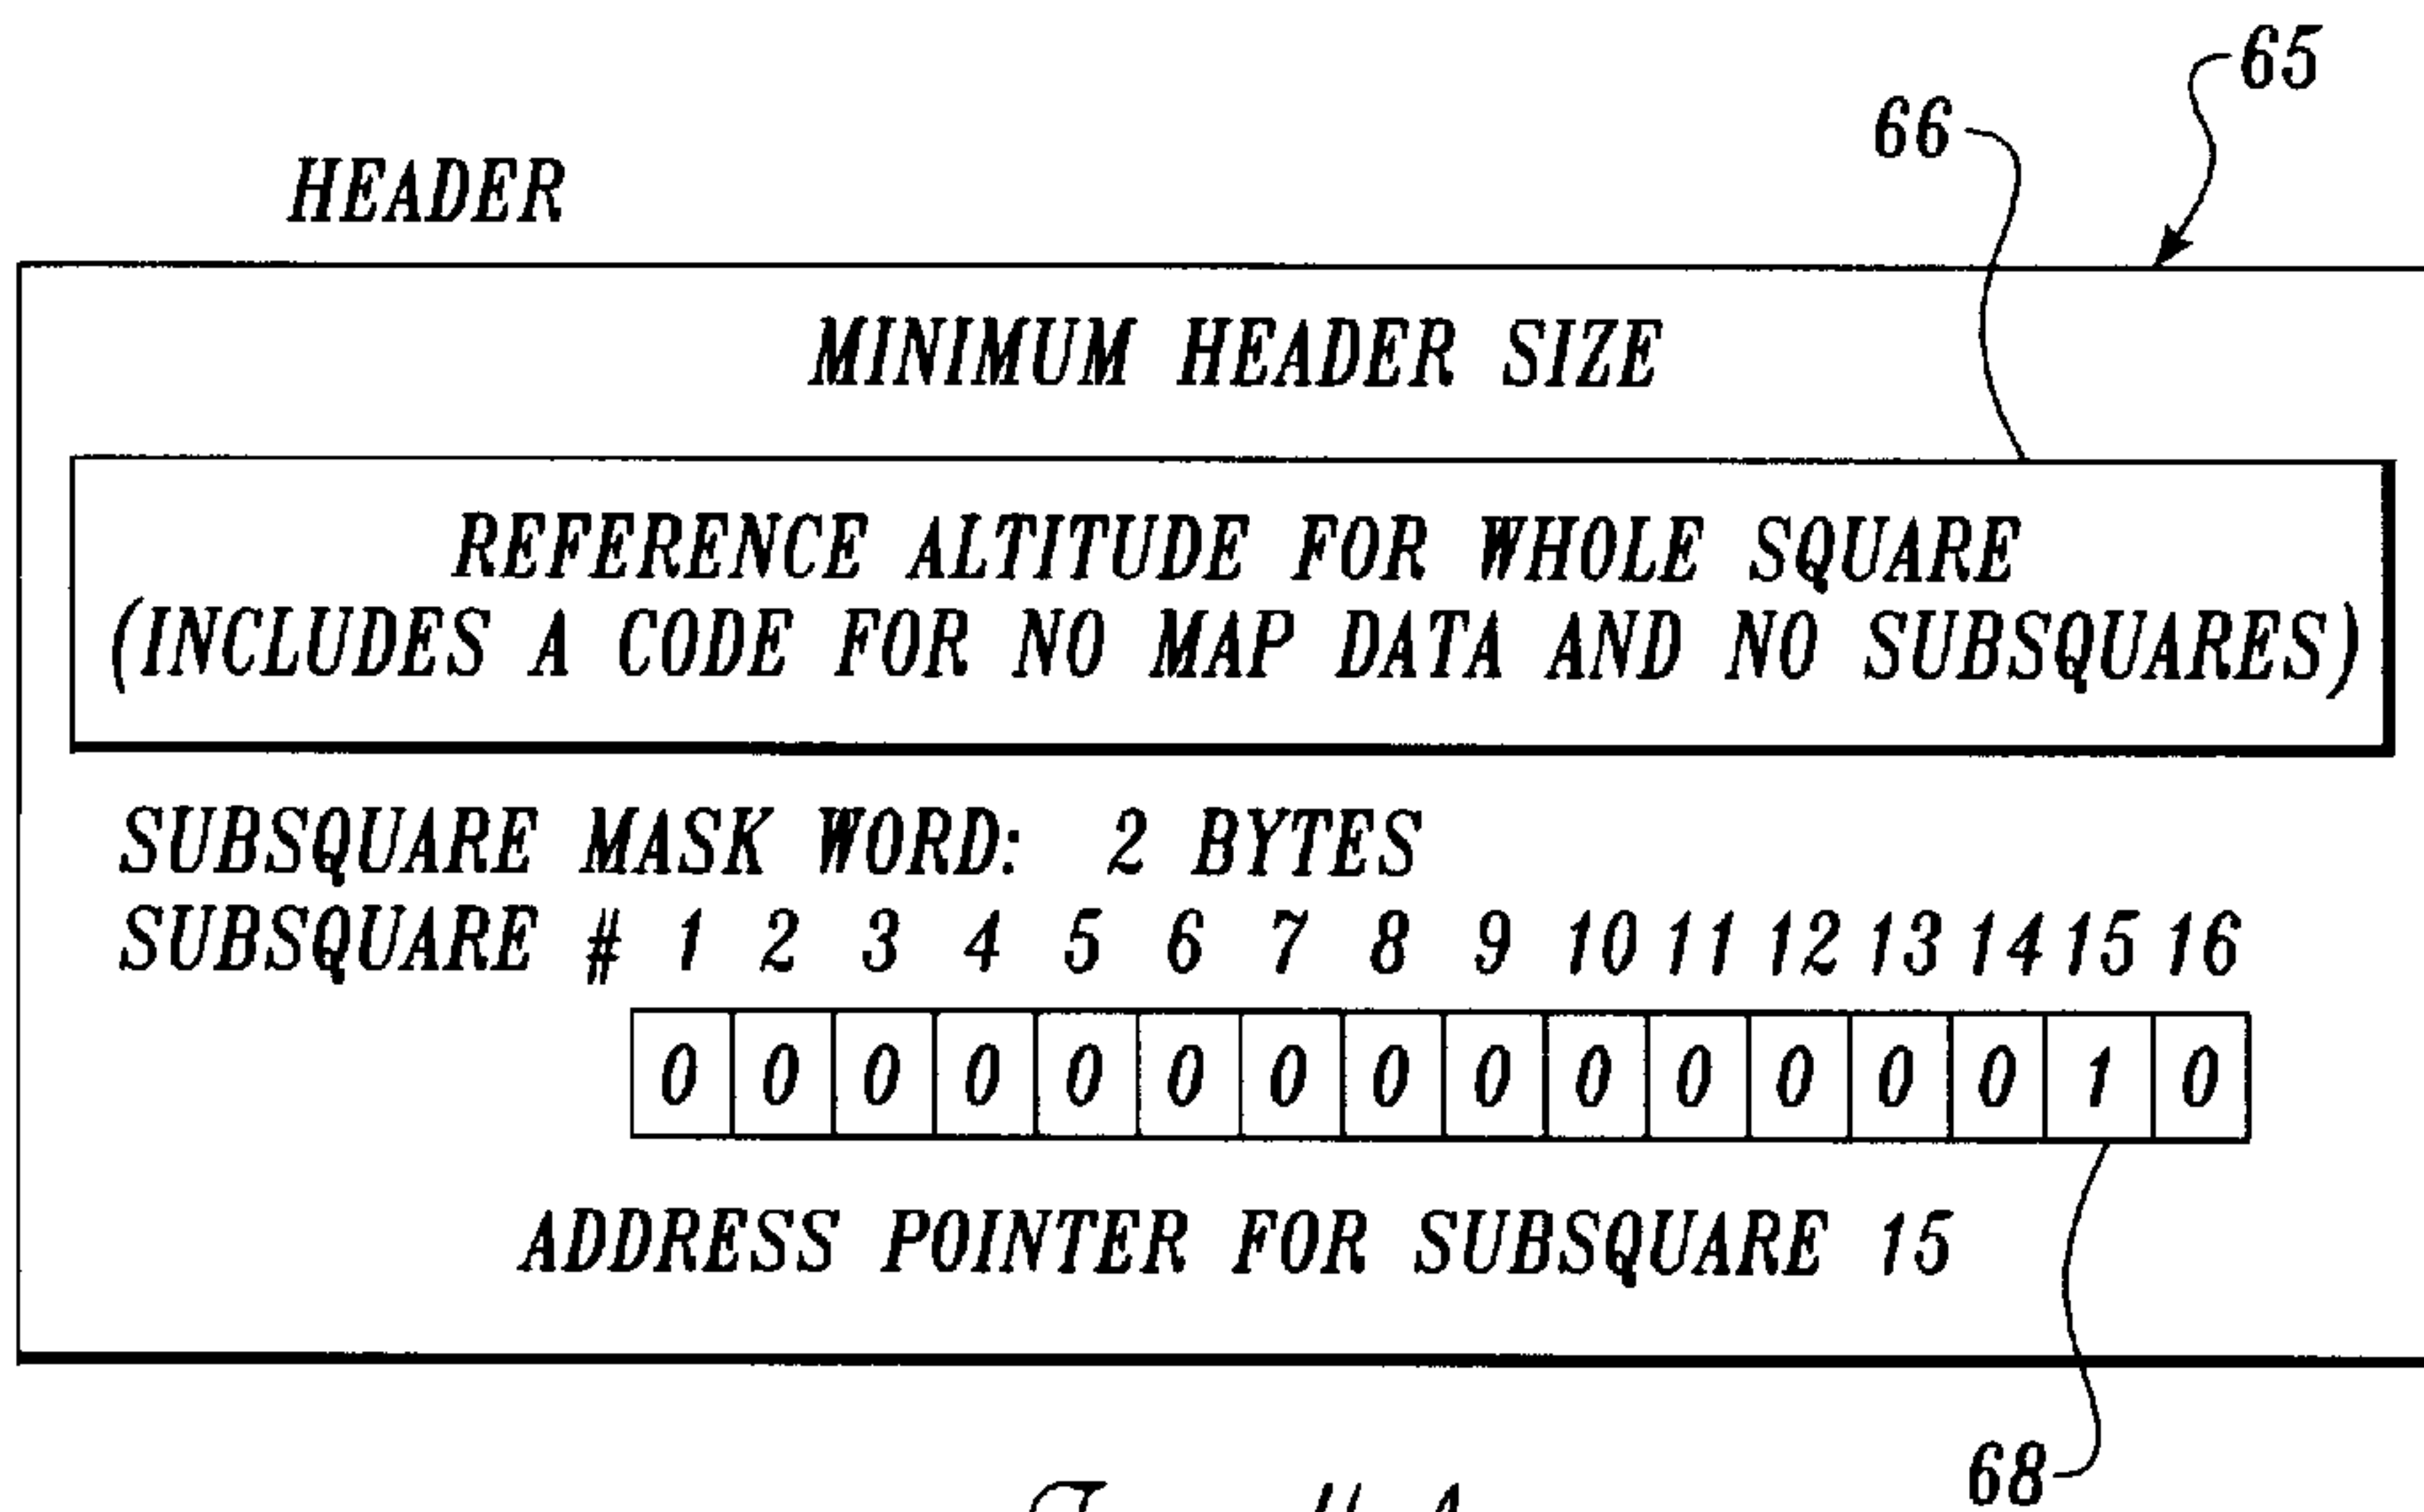 65
66
HEADER
MINIMUM HEADER SIZE
REFERENCE ALTITUDE FOR WHOLE SQUARE
(INCLUDES A CODE FOR NO MAP DATA AND NO SUBSQUARES)
SUBSQUARE MASK WORD: 2 BYTES
SUBSQUARE # 1 2 3 4 5 6 7 8 9 10 11 12 13 14 15 16
0 0 0 0 0 0 0 0 0 0 0 0 0 0 1 0
ADDRESS POINTER FOR SUBSQUARE 15
68